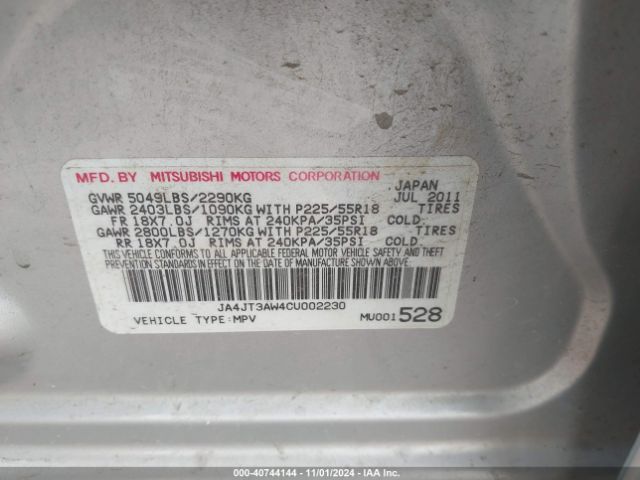 MFD. BY MITSUBISHI MOTORS CORPORATION
JAPAN
GVWR 5049LBS/2290KG JUL 2011
GAWR 2403LBS/1090KG WITH P225/55R18 TIRES
FR 18X7.0J RIMS AT 240KPA/35PSI COLD
GAWR 2800LBS/1270KG WITH P225/55R18 TIRES
RR 18X7.0J RIMS AT 240KPA/35PSI COLD
THIS VEHICLE CONFORMS TO ALL APPLICABLE FEDERAL MOTOR VEHICLE SAFETY AND THEFT
PREVENTION STANDARDS IN EFFECT ON THE DATE OF MANUFACTURE SHOWN ABOVE.
JA4JT3AW4CU002230
VEHICLE TYPE:MPV MU001528
000-40744144 - 11/01/2024 - IAA Inc.